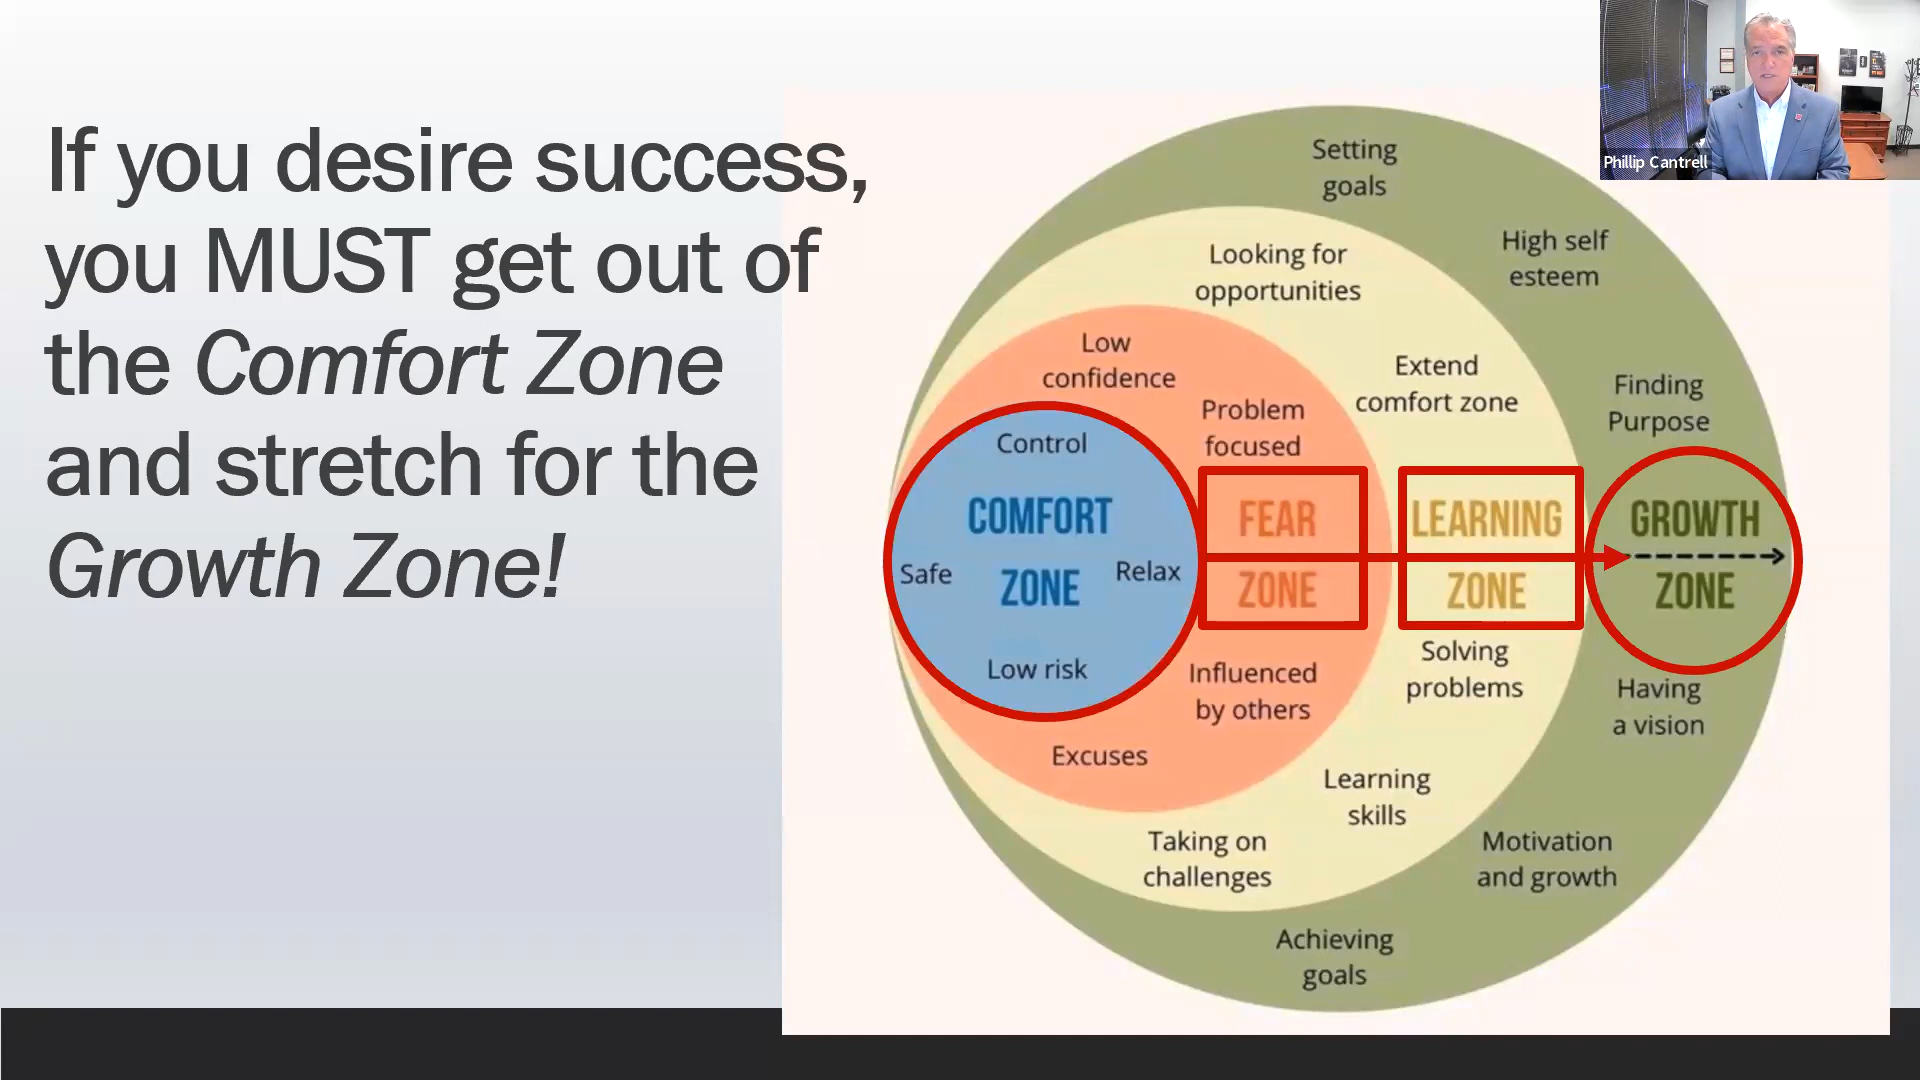 If you desire success,
you MUST get out of
the Comfort Zone
and stretch for the
Growth Zone!
Phillip Cantrell
Setting
goals
High self
esteem
Looking for
opportunities
Low
confidence
Extend
comfort zone
Finding
Purpose
Problem
focused
Control
COMFORT
ZONE
Safe
Relax
Low risk
FEAR
ZONE
LEARNING
ZONE
GROWTH
ZONE
Influenced
by others
Solving
problems
Having
a vision
Excuses
Learning
skills
Taking on
challenges
Motivation
and growth
Achieving
goals